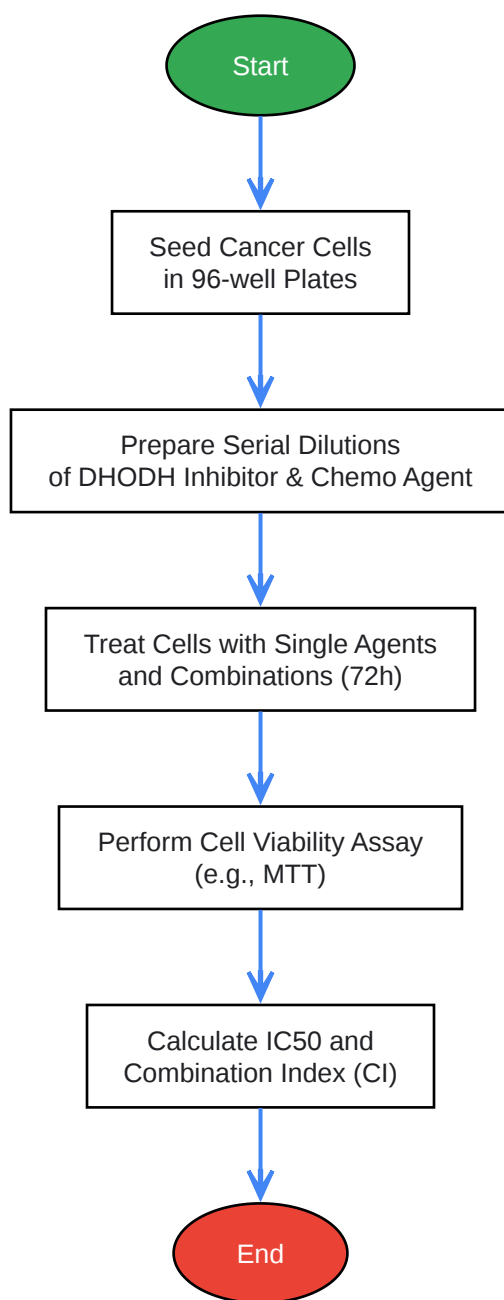 Start
Seed Cancer Cells
in 96-well Plates
Prepare Serial Dilutions
of DHODH Inhibitor & Chemo Agent
Treat Cells with Single Agents
and Combinations (72h)
Perform Cell Viability Assay
(e.g., MTT)
Calculate IC50 and
Combination Index (CI)
End